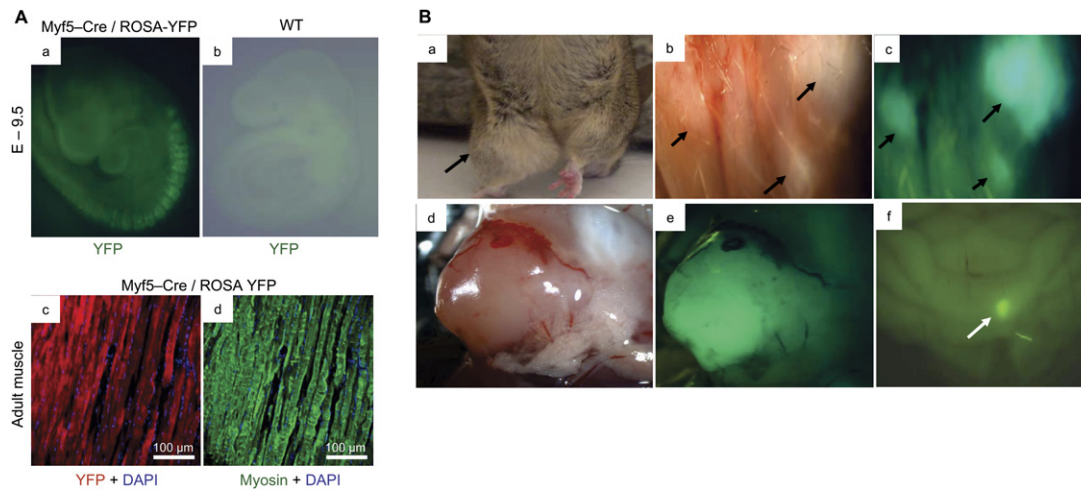 A
Myf5–Cre / ROSA-YFP
WT
a
b
E – 9.5
YFP
YFP
Myf5–Cre / ROSA YFP
c
d
Adult muscle
100 µm
100 µm
YFP + DAPI
Myosin + DAPI
B
a
b
c
d
e
f